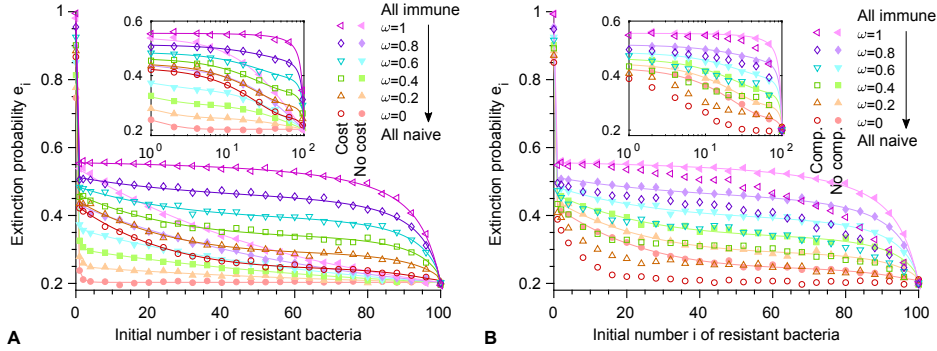 1.0
0.8
0.6
0.4
0.2
Extinction probability e_i
0 20 40 60 80 100
Initial number i of resistant bacteria
A
0.6
0.4
0.2
10^0 10^1 10^2
All immune
ω=1
ω=0.8
ω=0.6
ω=0.4
ω=0.2
ω=0
All naive
Cost
No cost
1.0
0.8
0.6
0.4
0.2
Extinction probability e_i
0 20 40 60 80 100
Initial number i of resistant bacteria
B
0.6
0.4
0.2
10^0 10^1 10^2
All immune
ω=1
ω=0.8
ω=0.6
ω=0.4
ω=0.2
ω=0
All naive
Comp.
No comp.